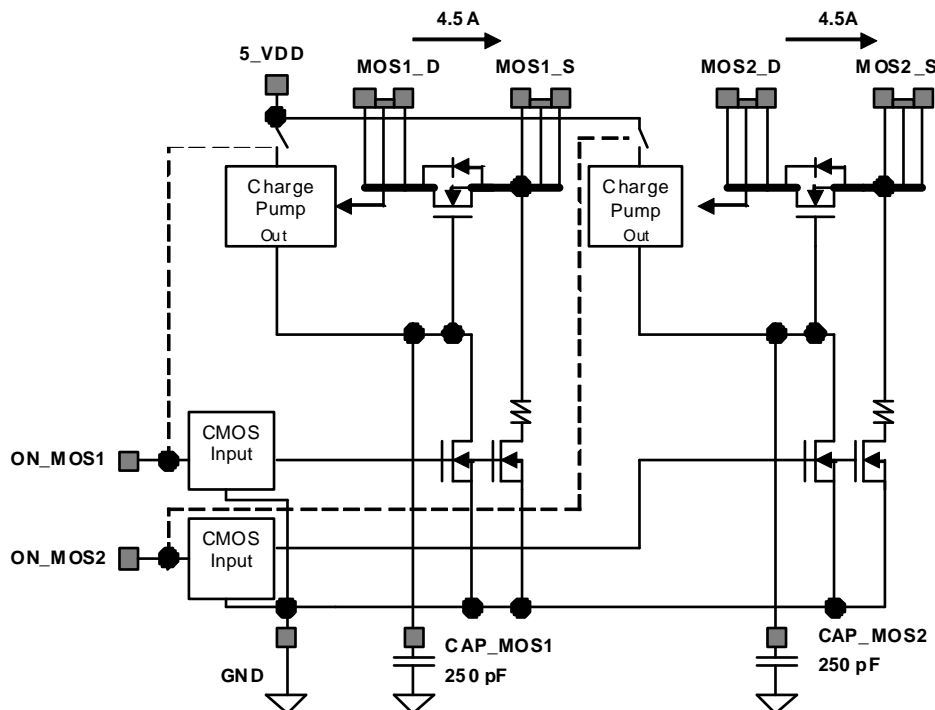 4.5A
4.5A
5_VDD
MOS1_D
MOS1_S
MOS2_D
MOS2_S
Charge
Pump
Out
Charge
Pump
Out
CMOS
Input
ON_MOS1
CMOS
Input
ON_MOS2
CAP_MOS1
250 pF
CAP_MOS2
250 pF
GND